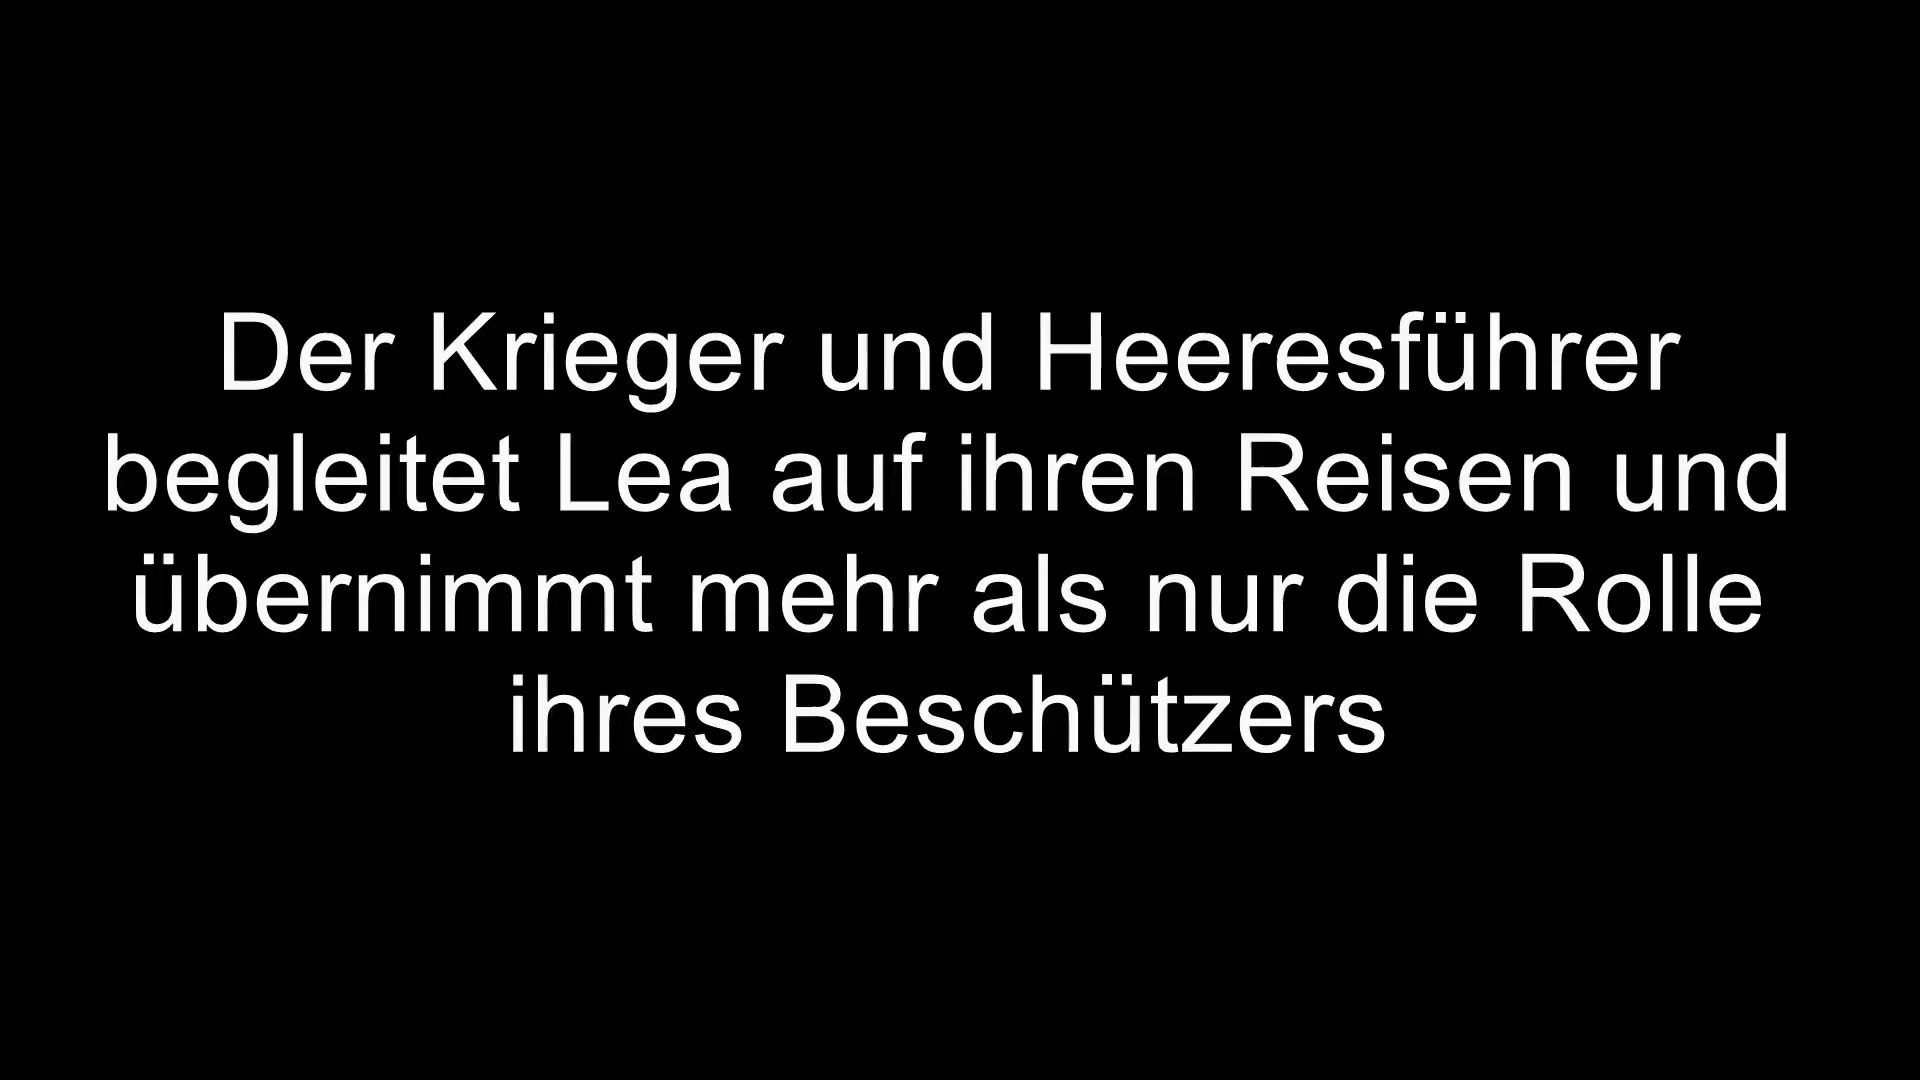 Der Krieger und Heeresführer
begleitet Lea auf ihren Reisen und
übernimmt mehr als nur die Rolle
ihres Beschützers